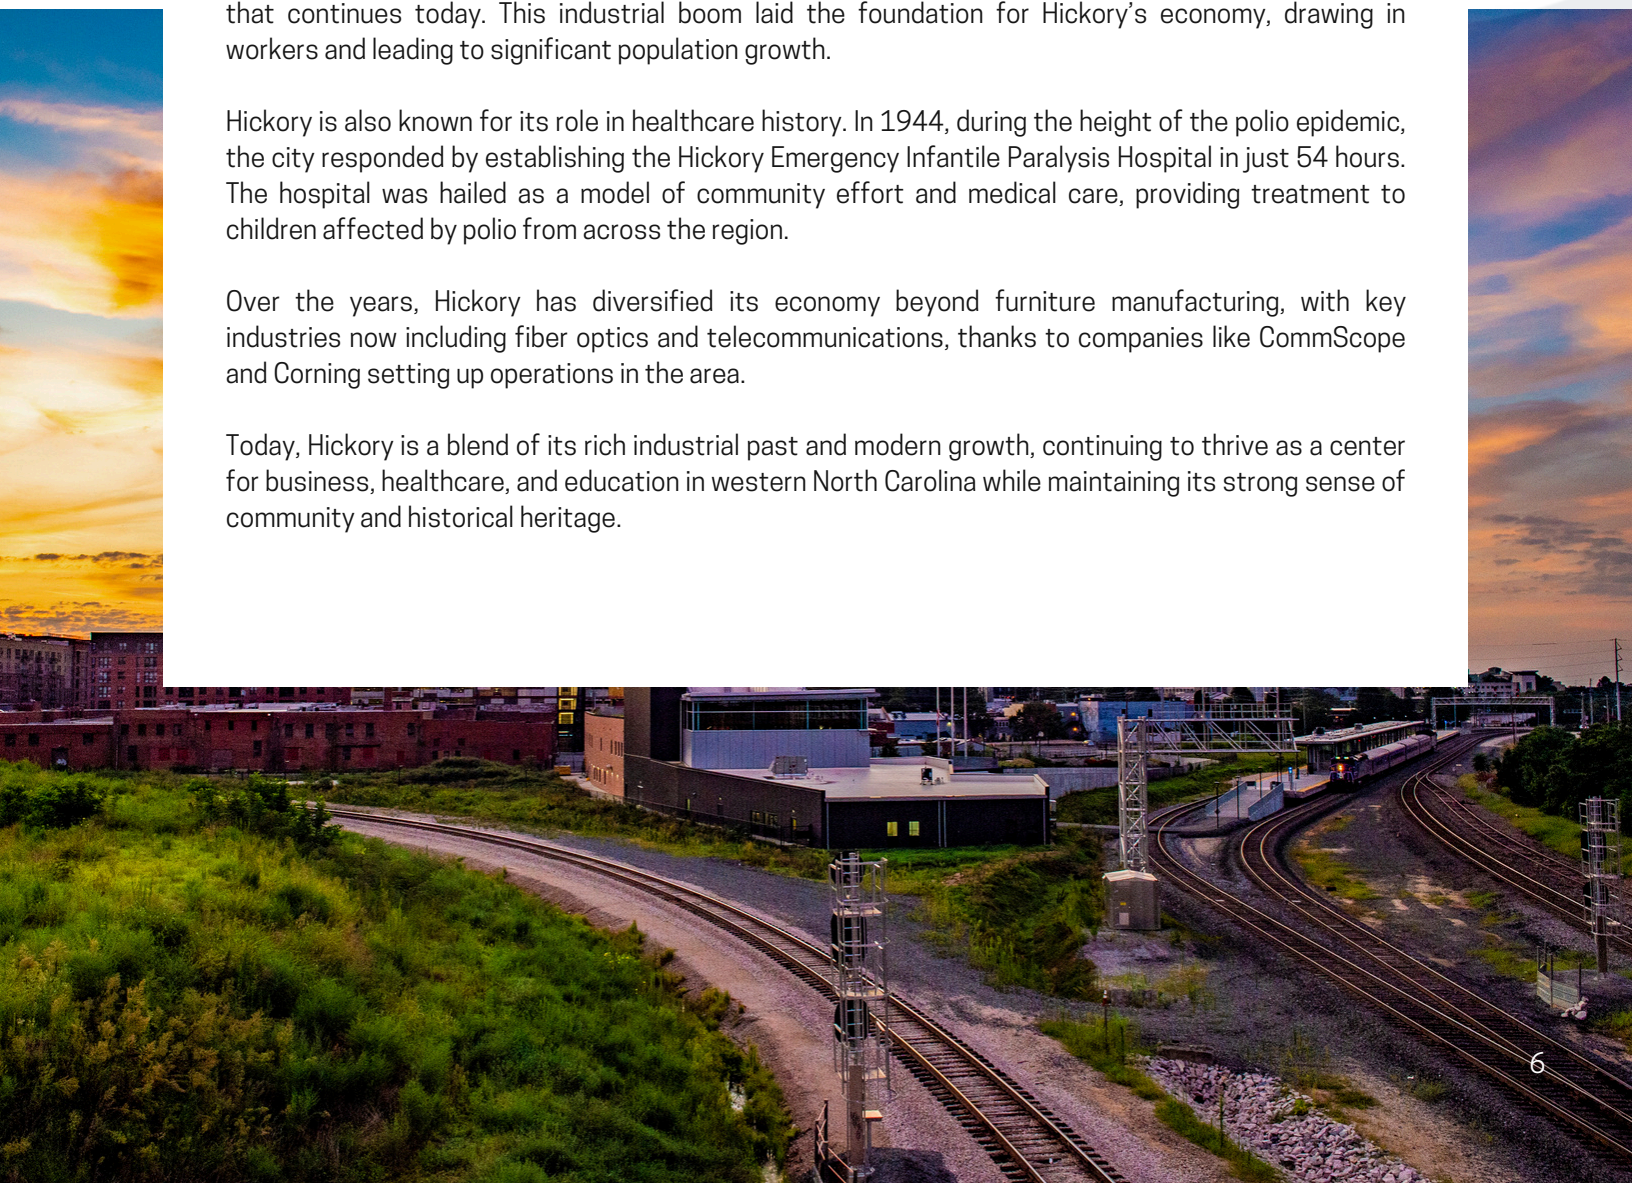 that continues today. This industrial boom laid the foundation for Hickory’s economy, drawing in
workers and leading to significant population growth.
Hickory is also known for its role in healthcare history. In 1944, during the height of the polio epidemic,
the city responded by establishing the Hickory Emergency Infantile Paralysis Hospital in just 54 hours.
The hospital was hailed as a model of community effort and medical care, providing treatment to
children affected by polio from across the region.
Over the years, Hickory has diversified its economy beyond furniture manufacturing, with key
industries now including fiber optics and telecommunications, thanks to companies like CommScope
and Corning setting up operations in the area.
Today, Hickory is a blend of its rich industrial past and modern growth, continuing to thrive as a center
for business, healthcare, and education in western North Carolina while maintaining its strong sense of
community and historical heritage.
6